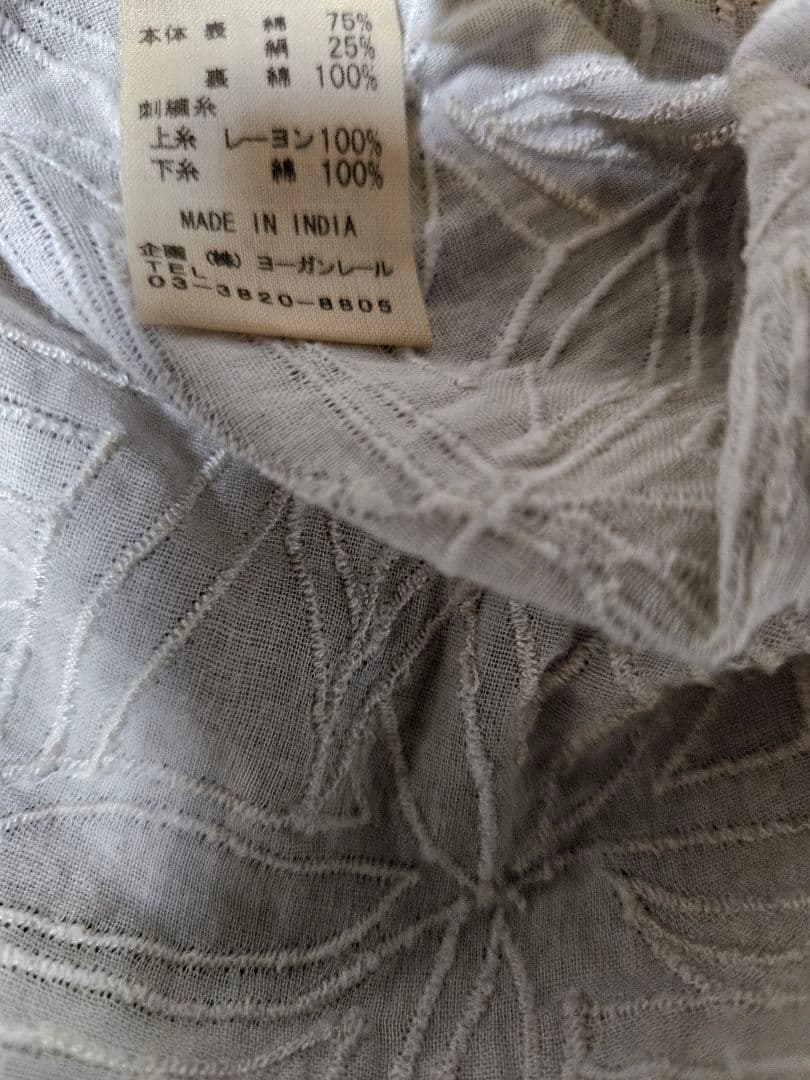 本体 表 綿 75%
絹 25%
裏 綿 100%
刺繍糸
上糸 レーヨン100%
下糸 綿 100%
MADE IN INDIA
企画 (株) ヨーガンレール
TEL
03-3820-8805